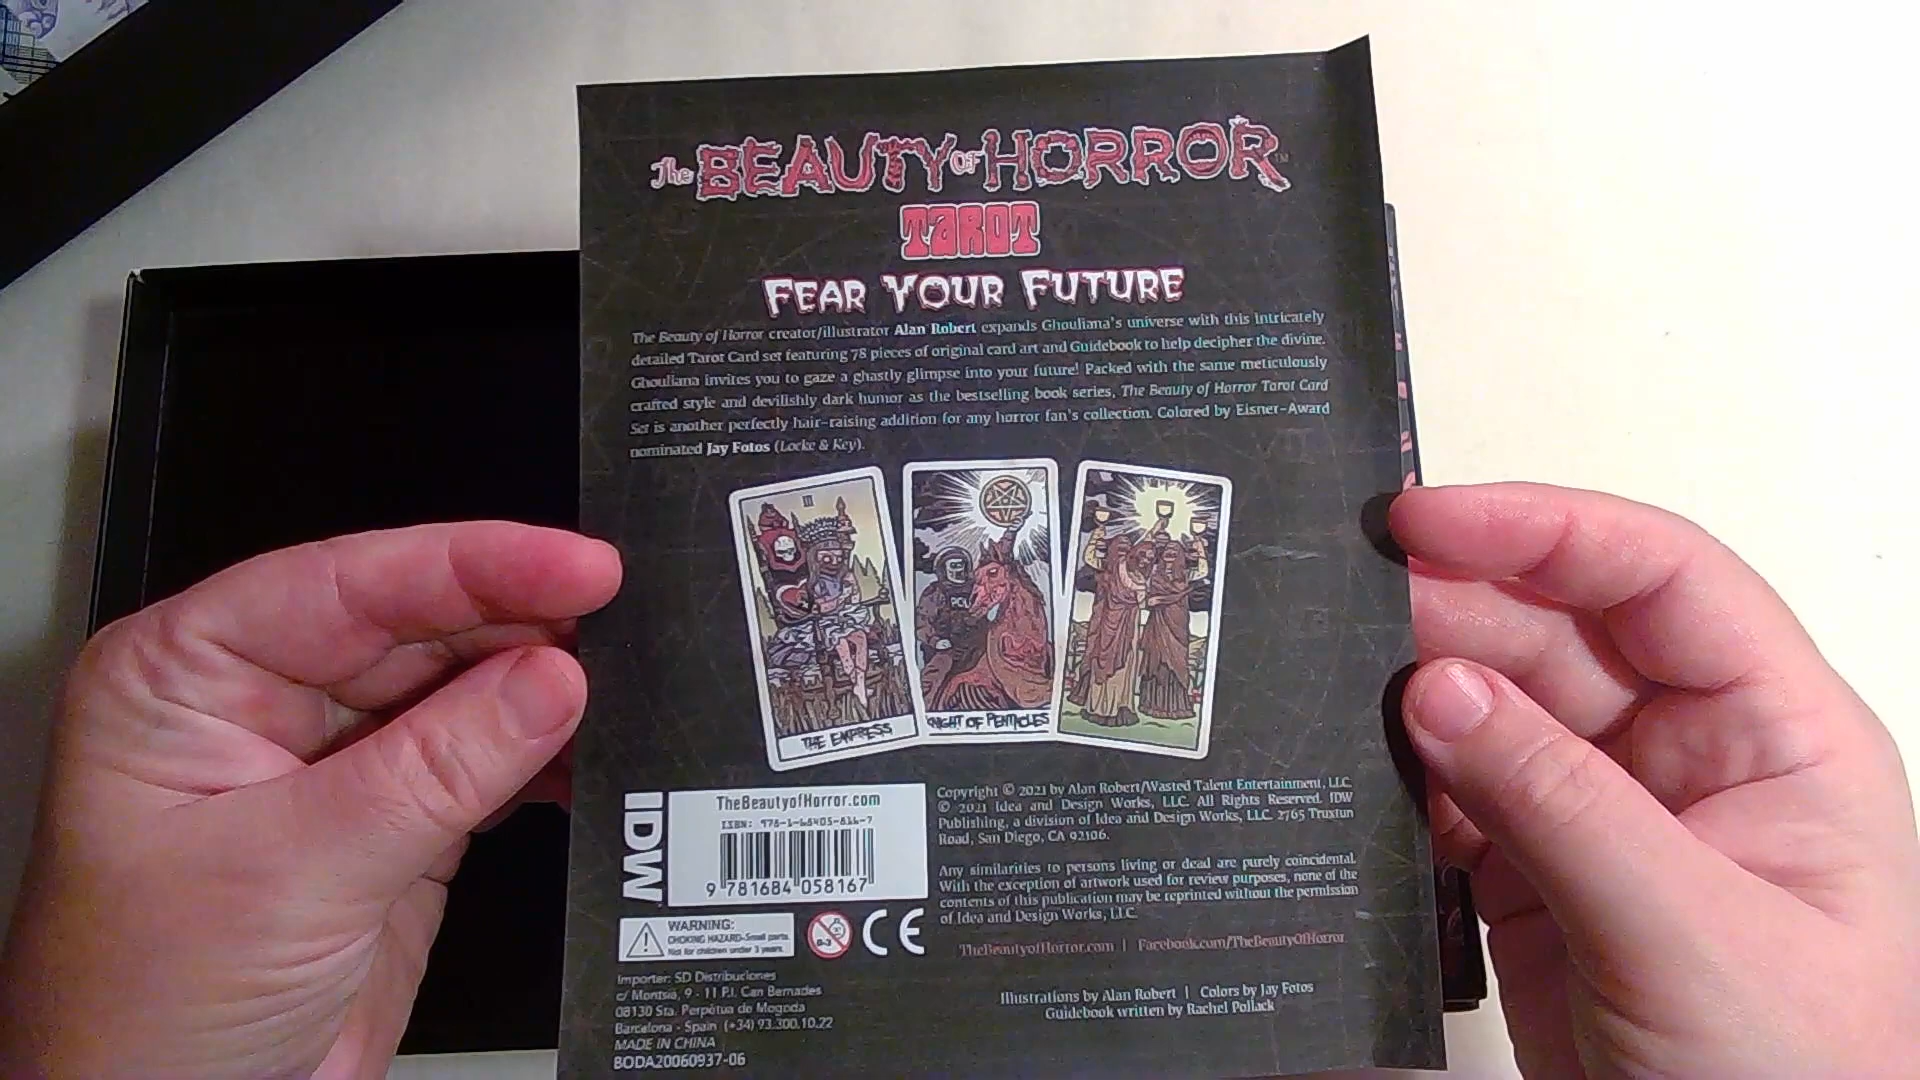 The BEAUTY OF HORROR™
TAROT
FEAR YOUR FUTURE
The Beauty of Horror creator/illustrator Alan Robert expands Ghouliana's universe with this intricately
detailed Tarot Card set featuring 78 pieces of original card art and Guidebook to help decipher the divine.
Ghouliana invites you to gaze a ghastly glimpse into your future! Packed with the same meticulously
crafted style and devilishly dark humor as the bestselling book series, The Beauty of Horror Tarot Card
Set is another perfectly hair-raising addition for any horror fan's collection. Colored by Eisner-Award
nominated Jay Fotos (Locke & Key).
III
POL
THE EMPRESS
KNIGHT OF PENTACLES
IDW
TheBeautyofHorror.com
ISBN: 978-1-68405-816-7
9 781684 058167
Copyright © 2021 by Alan Robert/Wasted Talent Entertainment, LLC.
© 2021 Idea and Design Works, LLC. All Rights Reserved. IDW
Publishing, a division of Idea and Design Works, LLC. 2765 Truxtun
Road, San Diego, CA 92106.
Any similarities to persons living or dead are purely coincidental.
With the exception of artwork used for review purposes, none of the
contents of this publication may be reprinted without the permission
of Idea and Design Works, LLC.
WARNING:
CHOKING HAZARD-Small parts.
Not for children under 3 years.
0-3
CE
TheBeautyofHorror.com | Facebook.com/TheBeautyOfHorror
Importer: SD Distribuciones
c/ Montsià, 9 - 11 P.I. Can Bernades
08130 Sta. Perpètua de Mogoda
Barcelona - Spain (+34) 93.300.10.22
MADE IN CHINA
BODA20060937-06
Illustrations by Alan Robert | Colors by Jay Fotos
Guidebook written by Rachel Pollack